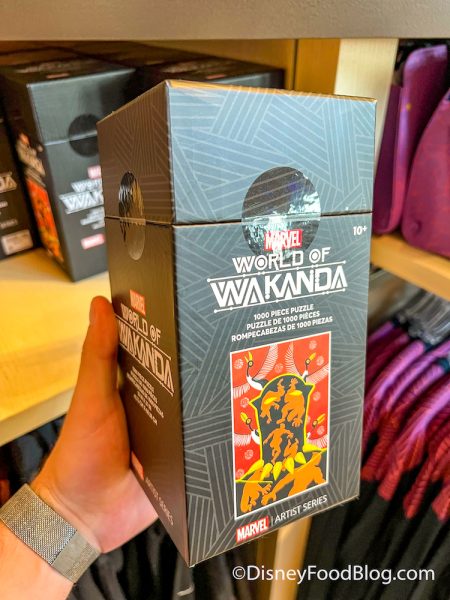 MARVEL
WORLD OF
WAKANDA
10+
1000 PIECE PUZZLE
PUZZLE DE 1000 PIÈCES
ROMPECABEZAS DE 1000 PIEZAS
MARVEL | ARTIST SERIES
MARVEL
WORLD OF
WAKANDA
ARTIST SERIES
MARVEL
©DisneyFoodBlog.com